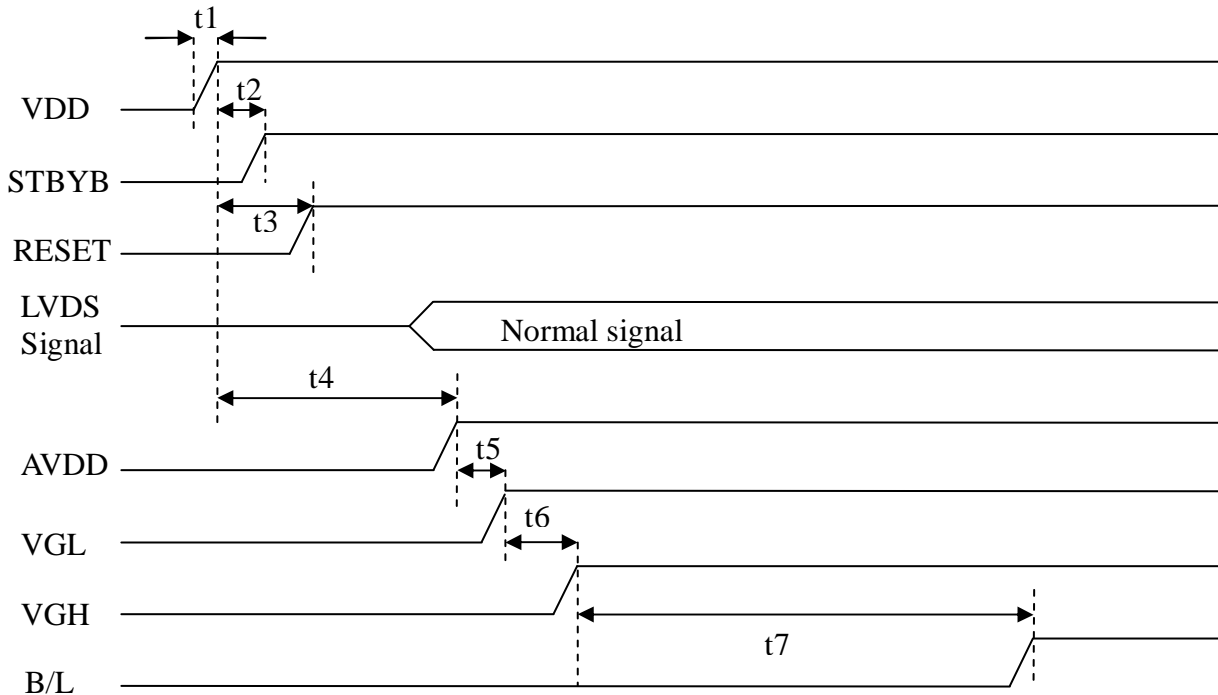 t1
VDD
t2
STBYB
t3
RESET
LVDS
Signal
Normal signal
t4
AVDD
t5
VGL
t6
VGH
t7
B/L